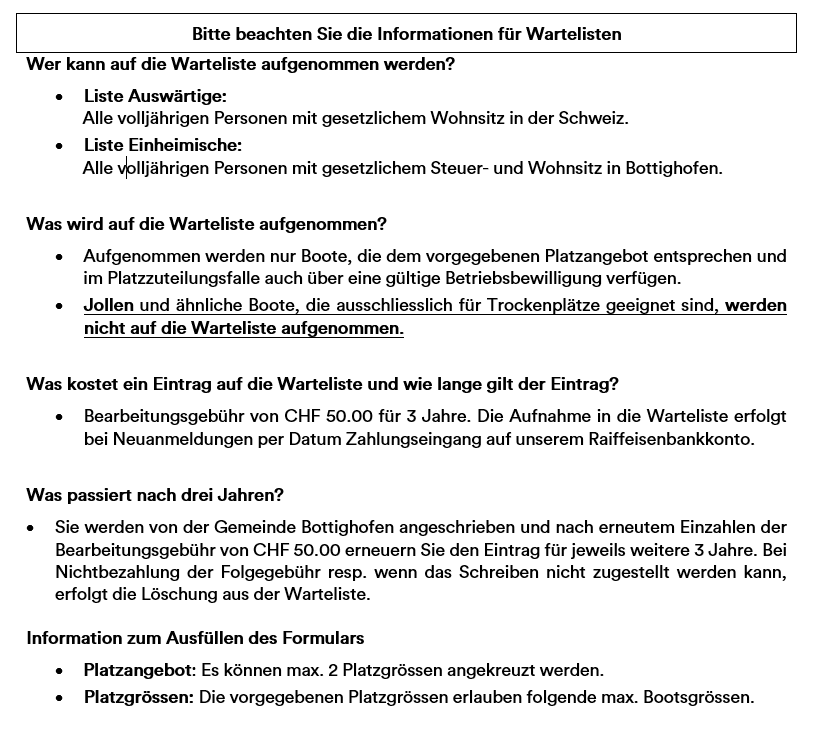 Bitte beachten Sie die Informationen für Wartelisten
Wer kann auf die Warteliste aufgenommen werden?
• Liste Auswärtige:
Alle volljährigen Personen mit gesetzlichem Wohnsitz in der Schweiz.
• Liste Einheimische:
Alle volljährigen Personen mit gesetzlichem Steuer- und Wohnsitz in Bottighofen.
Was wird auf die Warteliste aufgenommen?
• Aufgenommen werden nur Boote, die dem vorgegebenen Platzangebot entsprechen und
im Platzzuteilungsfalle auch über eine gültige Betriebsbewilligung verfügen.
• Jollen und ähnliche Boote, die ausschliesslich für Trockenplätze geeignet sind, werden
nicht auf die Warteliste aufgenommen.
Was kostet ein Eintrag auf die Warteliste und wie lange gilt der Eintrag?
• Bearbeitungsgebühr von CHF 50.00 für 3 Jahre. Die Aufnahme in die Warteliste erfolgt
bei Neuanmeldungen per Datum Zahlungseingang auf unserem Raiffeisenbankkonto.
Was passiert nach drei Jahren?
• Sie werden von der Gemeinde Bottighofen angeschrieben und nach erneutem Einzahlen der
Bearbeitungsgebühr von CHF 50.00 erneuern Sie den Eintrag für jeweils weitere 3 Jahre. Bei
Nichtbezahlung der Folgegebühr resp. wenn das Schreiben nicht zugestellt werden kann,
erfolgt die Löschung aus der Warteliste.
Information zum Ausfüllen des Formulars
• Platzangebot: Es können max. 2 Platzgrössen angekreuzt werden.
• Platzgrössen: Die vorgegebenen Platzgrössen erlauben folgende max. Bootsgrössen.